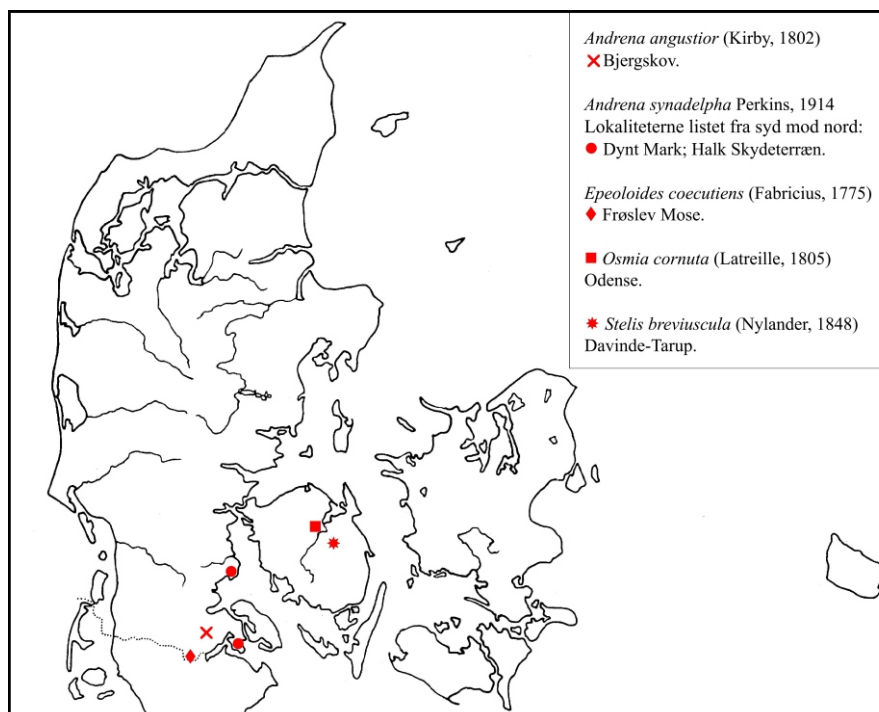 Andrena angustior (Kirby, 1802)
Bjergskov.
Andrena synadelpha Perkins, 1914
Lokaliteterne listet fra syd mod nord:
Dynt Mark; Halk Skydeterræn.
Epeoloides coecutiens (Fabricius, 1775)
Frøslev Mose.
Osmia cornuta (Latreille, 1805)
Odense.
Stelis breviuscula (Nylander, 1848)
Davinde-Tarup.